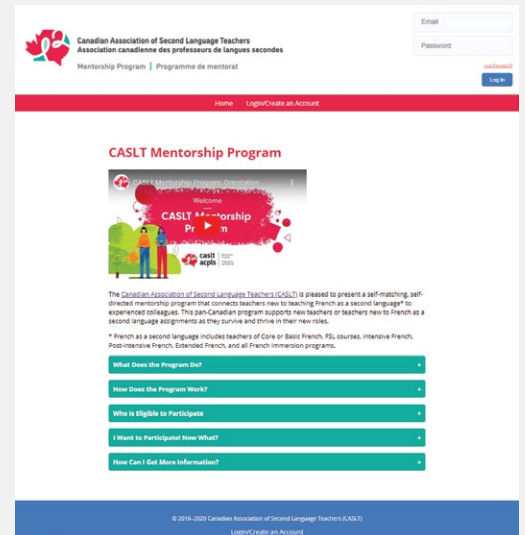 Email
Canadian Association of Second Language Teachers
Association canadienne des professeurs de langues secondes
Password
Mentorship Program | Programme de mentorat
Lost Password?
Log In
Home Login/Create an Account
CASLT Mentorship Program
CASLT Mentorship Program: Orientation
Welcome
CASLT Mentorship
Program
caslt
acpls
The Canadian Association of Second Language Teachers (CASLT) is pleased to present a self-matching, self-
directed mentorship program that connects teachers new to teaching French as a second language* to
experienced colleagues. This pan-Canadian program supports new teachers or teachers new to French as a
second language assignments as they survive and thrive in their new roles.
* French as a second language includes teachers of Core or Basic French, FSL courses, Intensive French,
Post-Intensive French, Extended French, and all French Immersion programs.
What Does the Program Do? +
How Does the Program Work? +
Who Is Eligible to Participate +
I Want to Participate! Now What? +
How Can I Get More Information? +
© 2016-2020 Canadian Association of Second Language Teachers (CASLT)
Login/Create an Account